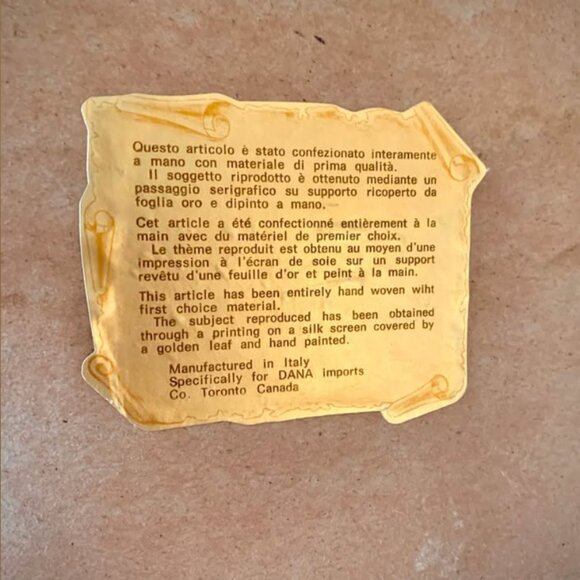 Questo articolo è stato confezionato interamente
a mano con materiale di prima qualità.
Il soggetto riprodotto è ottenuto mediante un
passaggio serigrafico su supporto ricoperto da
foglia oro e dipinto a mano.
Cet article a été confectionné entièrement à la
main avec du matériel de premier choix.
Le thème reproduit est obtenu au moyen d'une
impression à l'écran de soie sur un support
revêtu d'une feuille d'or et peint à la main.
This article has been entirely hand woven wiht
first choice material.
The subject reproduced has been obtained
through a printing on a silk screen covered by
a golden leaf and hand painted.
Manufactured in Italy
Specifically for DANA imports
Co. Toronto Canada